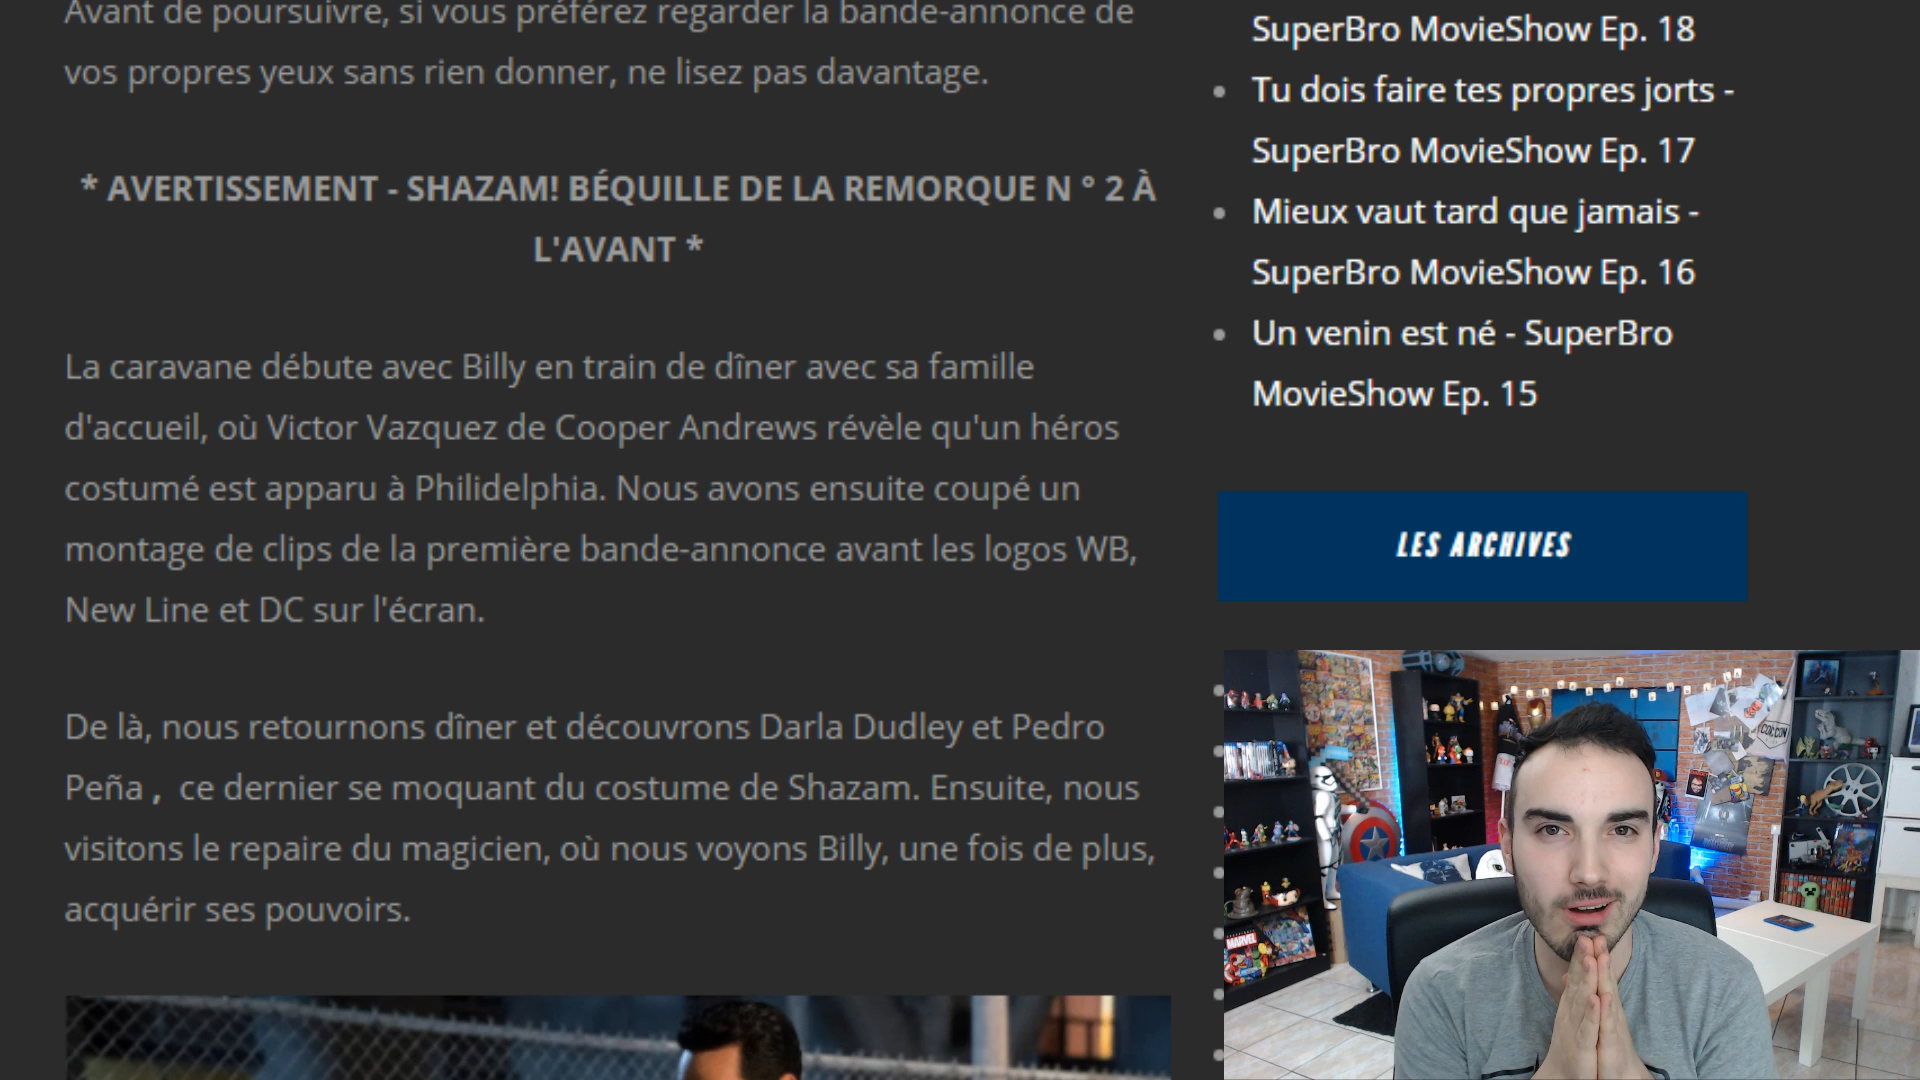 Avant de poursuivre, si vous préférez regarder la bande-annonce de
vos propres yeux sans rien donner, ne lisez pas davantage.
* AVERTISSEMENT - SHAZAM! BÉQUILLE DE LA REMORQUE N ° 2 À
L'AVANT *
La caravane débute avec Billy en train de dîner avec sa famille
d'accueil, où Victor Vazquez de Cooper Andrews révèle qu'un héros
costumé est apparu à Philidelphia. Nous avons ensuite coupé un
montage de clips de la première bande-annonce avant les logos WB,
New Line et DC sur l'écran.
De là, nous retournons dîner et découvrons Darla Dudley et Pedro
Peña , ce dernier se moquant du costume de Shazam. Ensuite, nous
visitons le repaire du magicien, où nous voyons Billy, une fois de plus,
acquérir ses pouvoirs.
SuperBro MovieShow Ep. 18
Tu dois faire tes propres jorts -
SuperBro MovieShow Ep. 17
Mieux vaut tard que jamais -
SuperBro MovieShow Ep. 16
Un venin est né - SuperBro
MovieShow Ep. 15
LES ARCHIVES
MARVEL